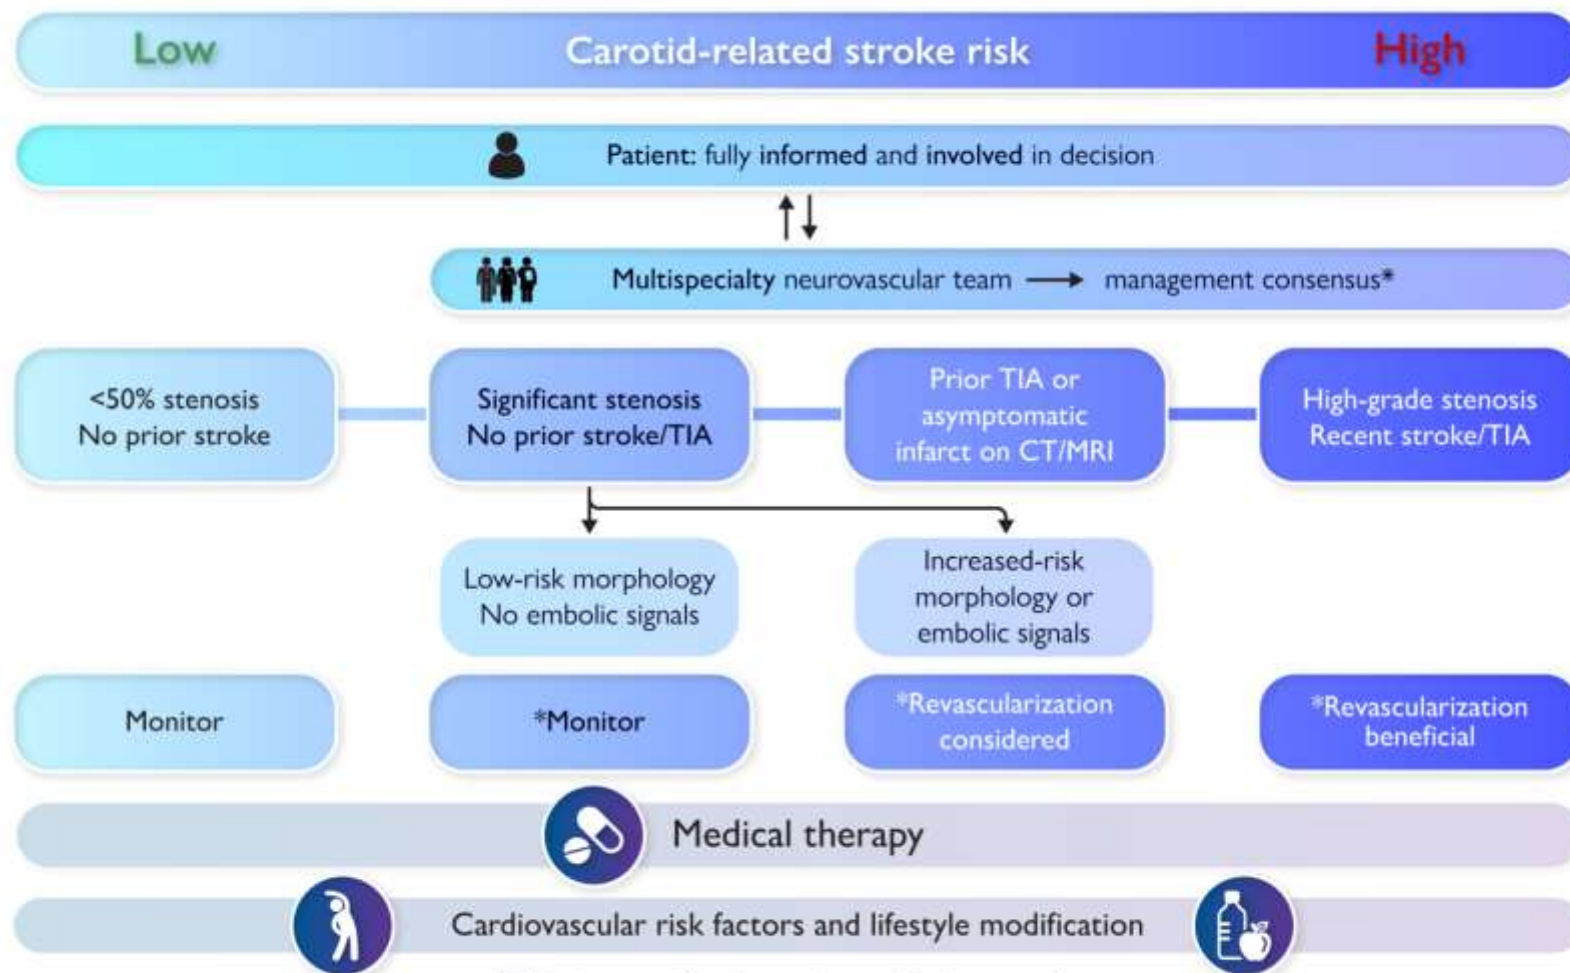 Low Carotid-related stroke risk High
Patient: fully informed and involved in decision
Multispecialty neurovascular team → management consensus*
<50% stenosis
No prior stroke
Significant stenosis
No prior stroke/TIA
Prior TIA or
asymptomatic
infarct on CT/MRI
High-grade stenosis
Recent stroke/TIA
Low-risk morphology
No embolic signals
Increased-risk
morphology or
embolic signals
Monitor
*Monitor
*Revascularization
considered
*Revascularization
beneficial
Medical therapy
Cardiovascular risk factors and lifestyle modification